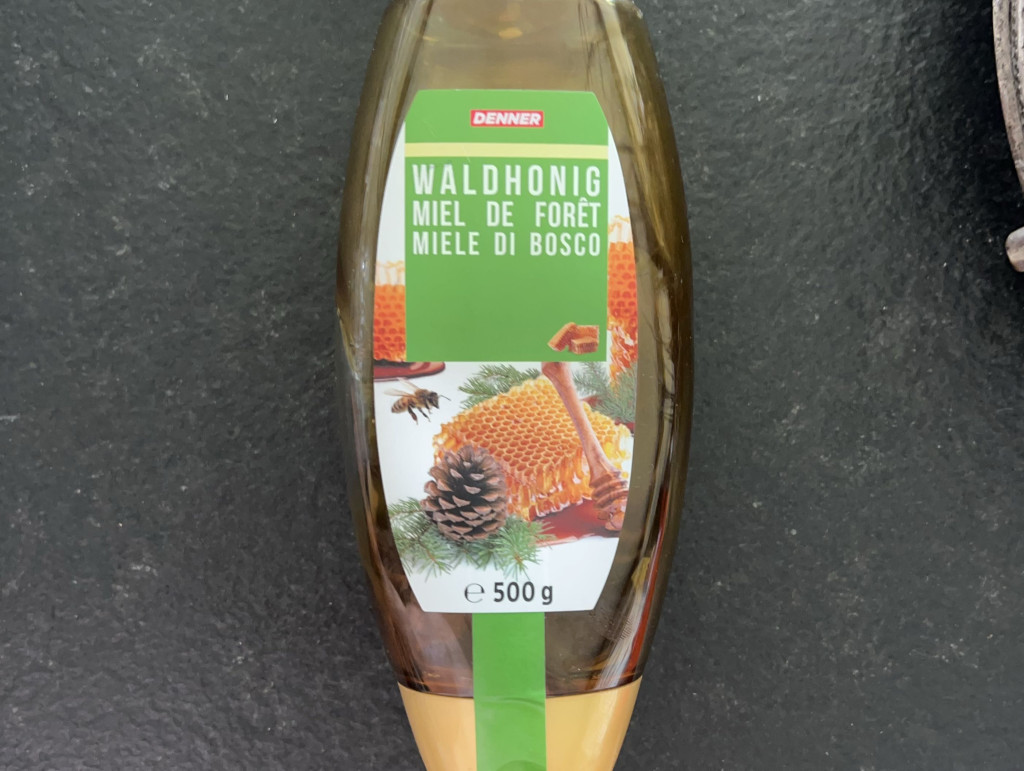 DENNER
WALDHONIG
MIEL DE FORÊT
MIELE DI BOSCO
℮ 500 g